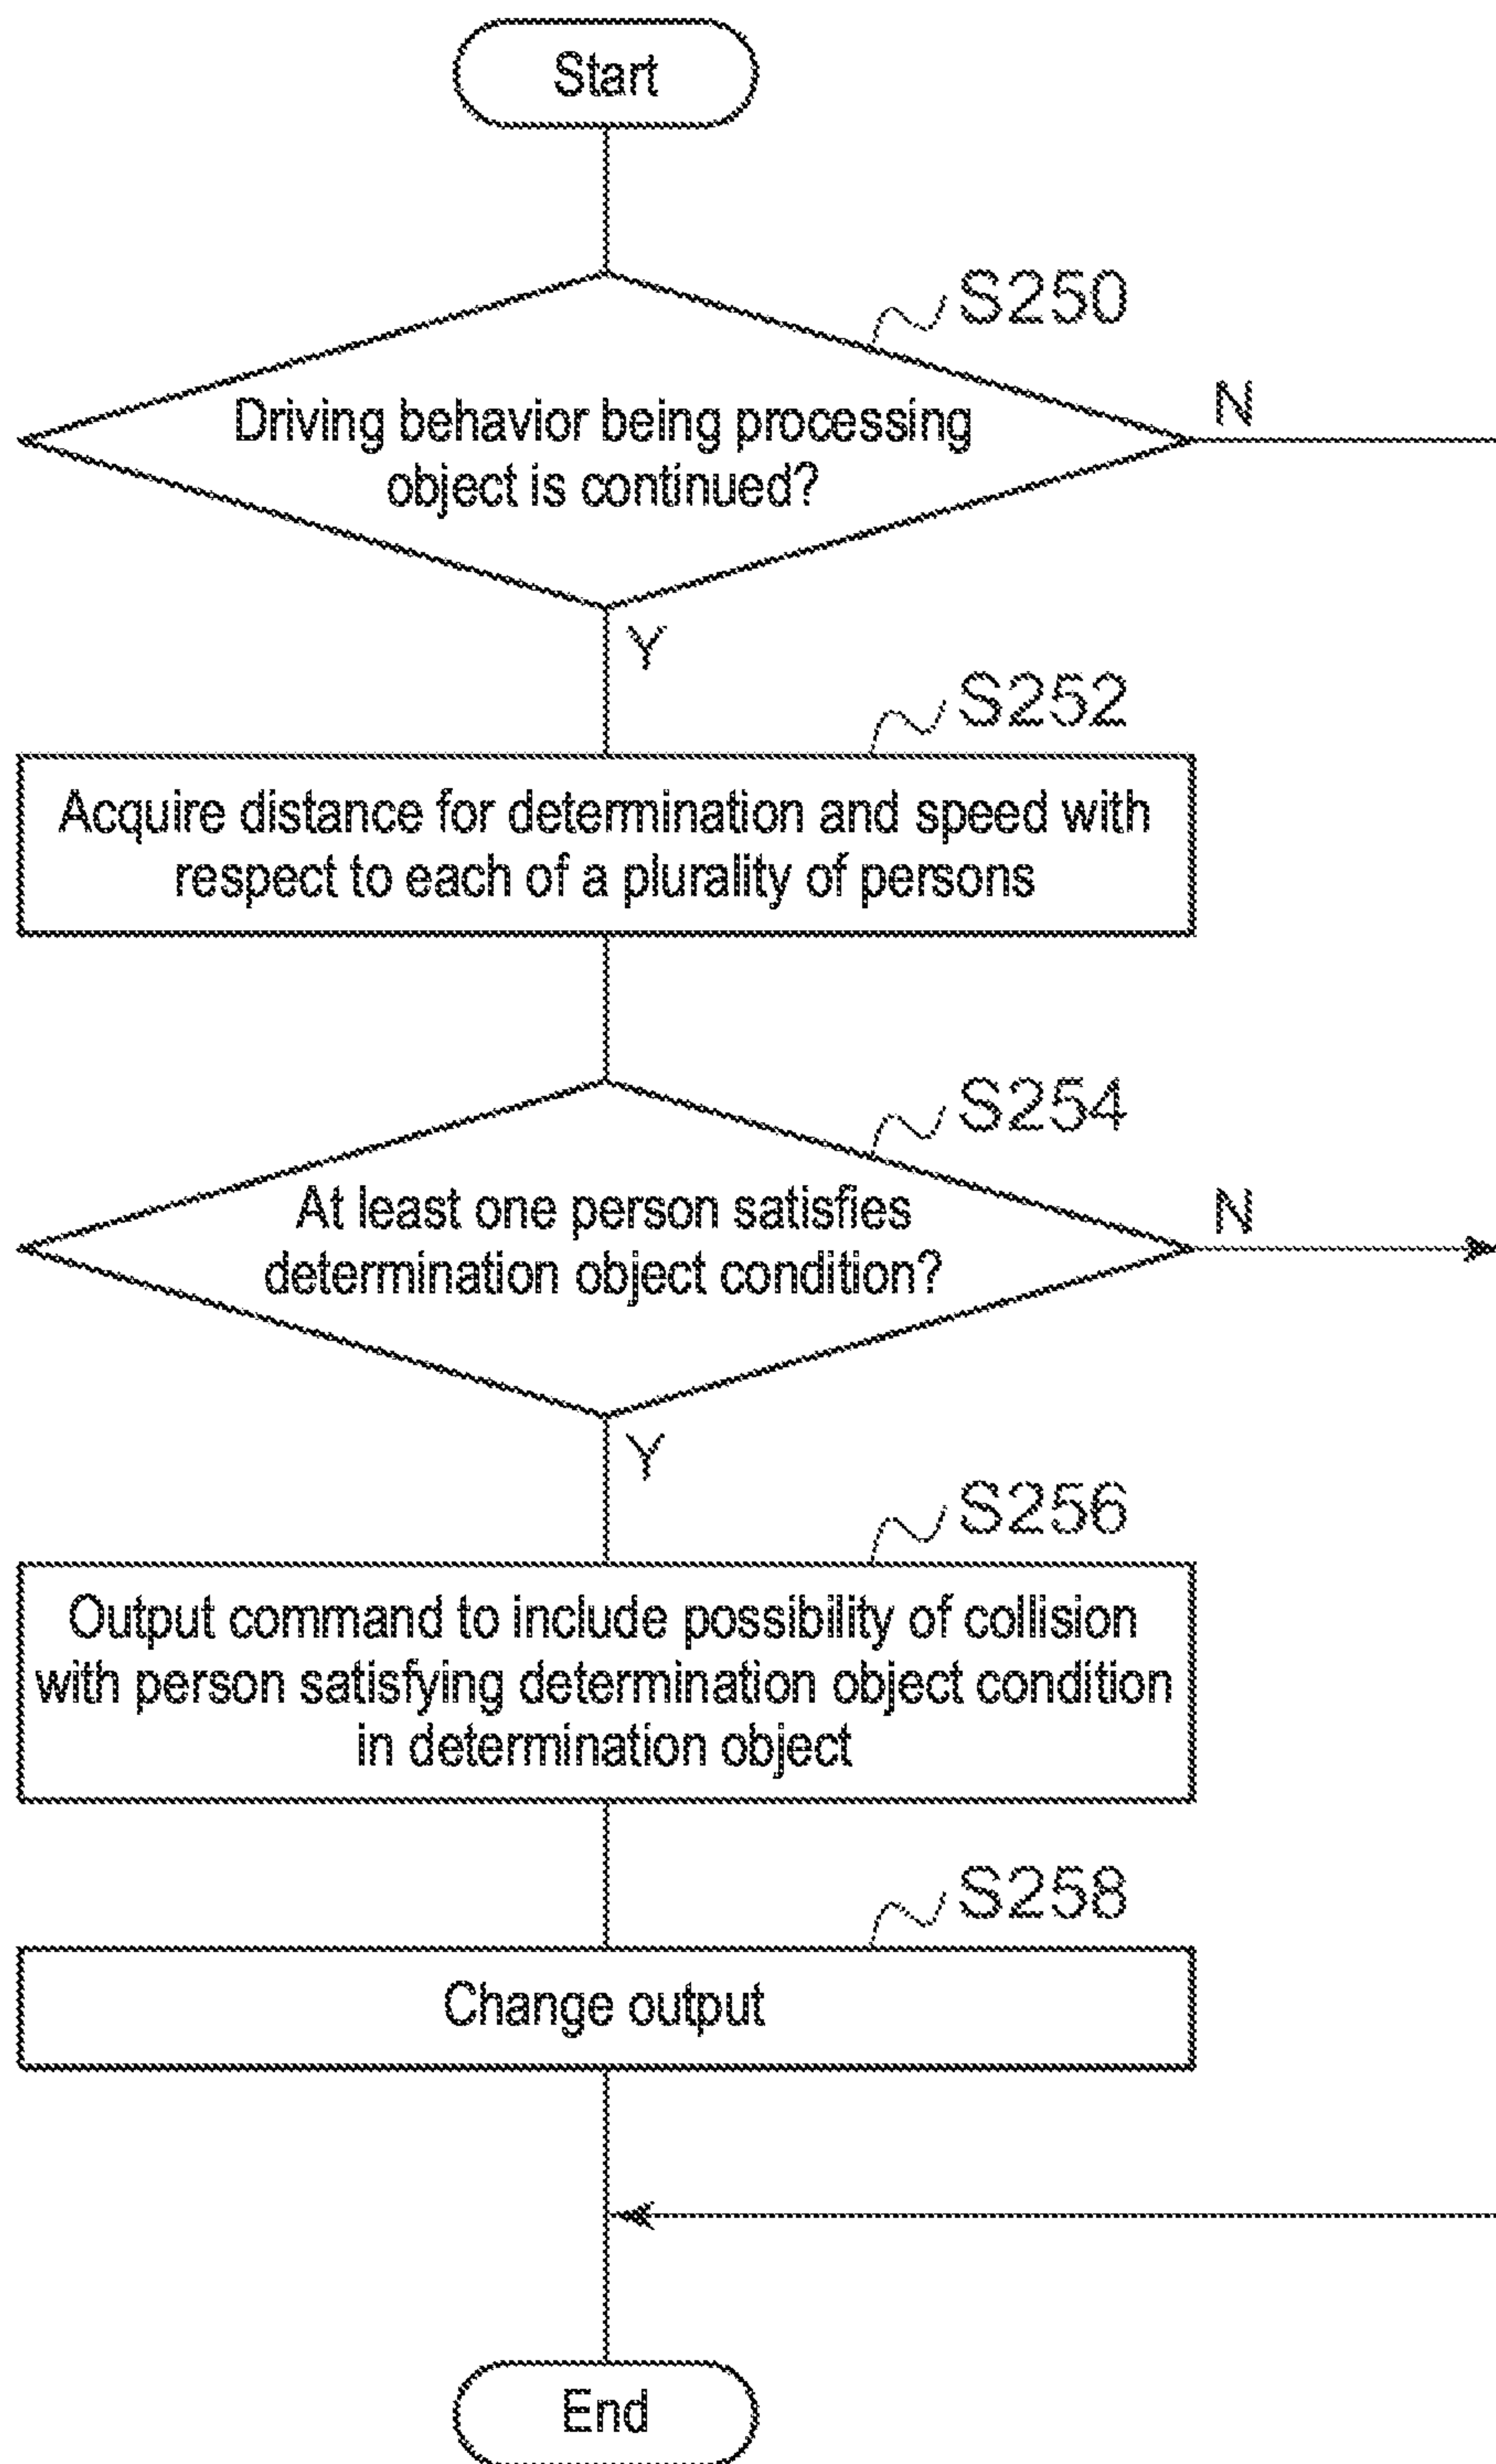 Start
S250
Driving behavior being processing
object is continued?
N
Y
S252
Acquire distance for determination and speed with
respect to each of a plurality of persons
S254
At least one person satisfies
determination object condition?
N
Y
S256
Output command to include possibility of collision
with person satisfying determination object condition
in determination object
S258
Change output
End